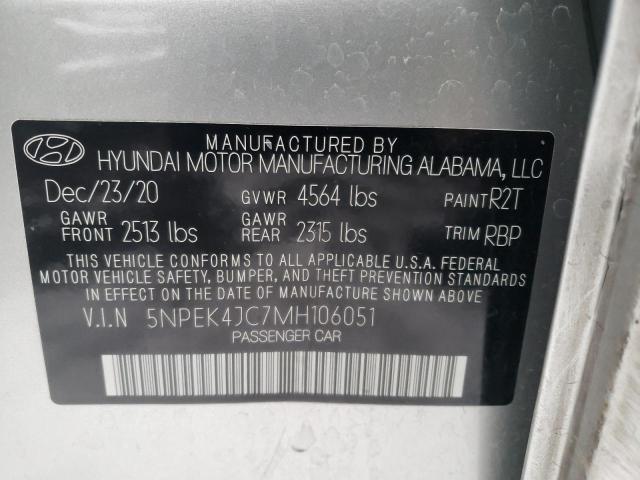 MANUFACTURED BY
HYUNDAI MOTOR MANUFACTURING ALABAMA, LLC
Dec/23/20 GVWR 4564 lbs PAINT R2T
GAWR FRONT 2513 lbs GAWR REAR 2315 lbs TRIM RBP
THIS VEHICLE CONFORMS TO ALL APPLICABLE U.S.A. FEDERAL
MOTOR VEHICLE SAFETY, BUMPER, AND THEFT PREVENTION STANDARDS
IN EFFECT ON THE DATE OF MANUFACTURE SHOWN ABOVE.
V.I.N 5NPEK4JC7MH106051
PASSENGER CAR